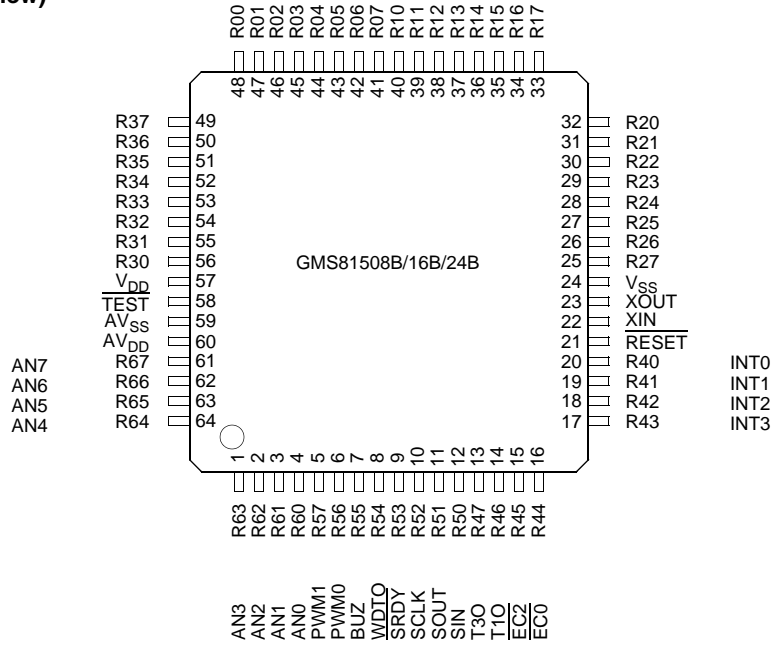 R00 R01 R02 R03 R04 R05 R06 R07 R10 R11 R12 R13 R14 R15 R16 R17
48 47 46 45 44 43 42 41 40 39 38 37 36 35 34 33
R37 49 32 R20
R36 50 31 R21
R35 51 30 R22
R34 52 29 R23
R33 53 28 R24
R32 54 27 R25
R31 55 26 R26
R30 56 GMS81508B/16B/24B 25 R27
VDD 57 24 VSS
TEST 58 23 XOUT
AVSS 59 22 XIN
AVDD 60 21 RESET
AN7 R67 61 20 R40 INT0
AN6 R66 62 19 R41 INT1
AN5 R65 63 18 R42 INT2
AN4 R64 64 17 R43 INT3
1 2 3 4 5 6 7 8 9 10 11 12 13 14 15 16
R63 R62 R61 R60 R57 R56 R55 R54 R53 R52 R51 R50 R47 R46 R45 R44
AN3 AN2 AN1 AN0 PWM1 PWM0 BUZ WDTO SRDY SCLK SOUT SIN T3O T1O EC2 EC0